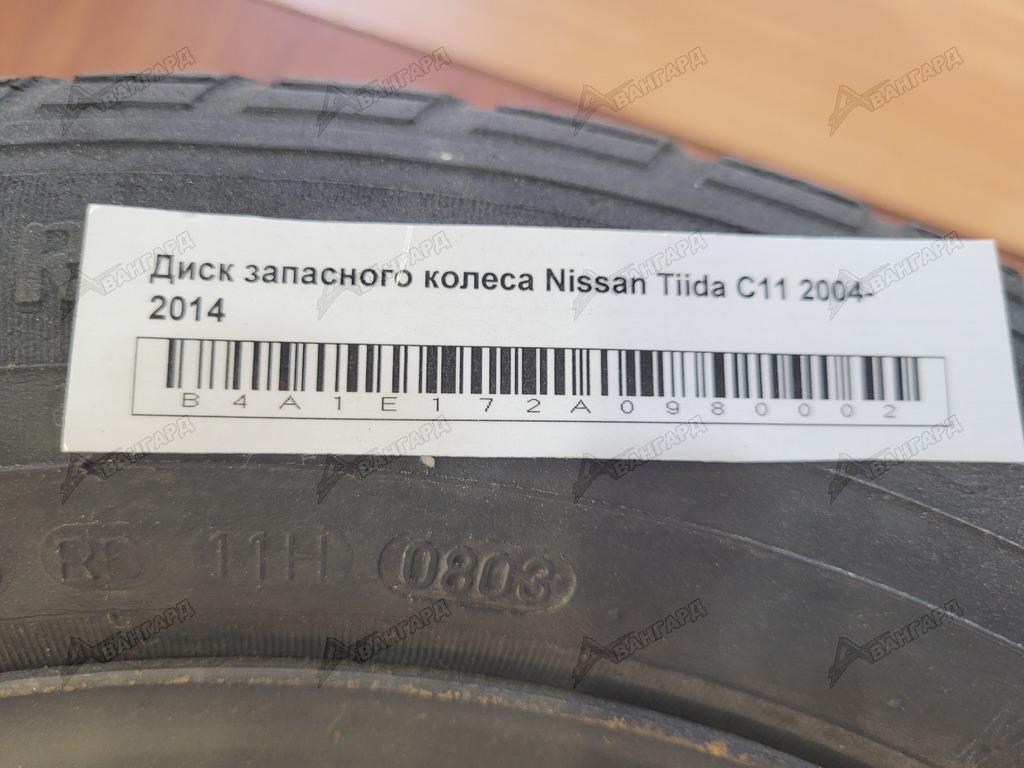 Диск запасного колеса Nissan Tiida C11 2004-
2014
B4A1E172A0980002
11H 0803
АВАНГАРД